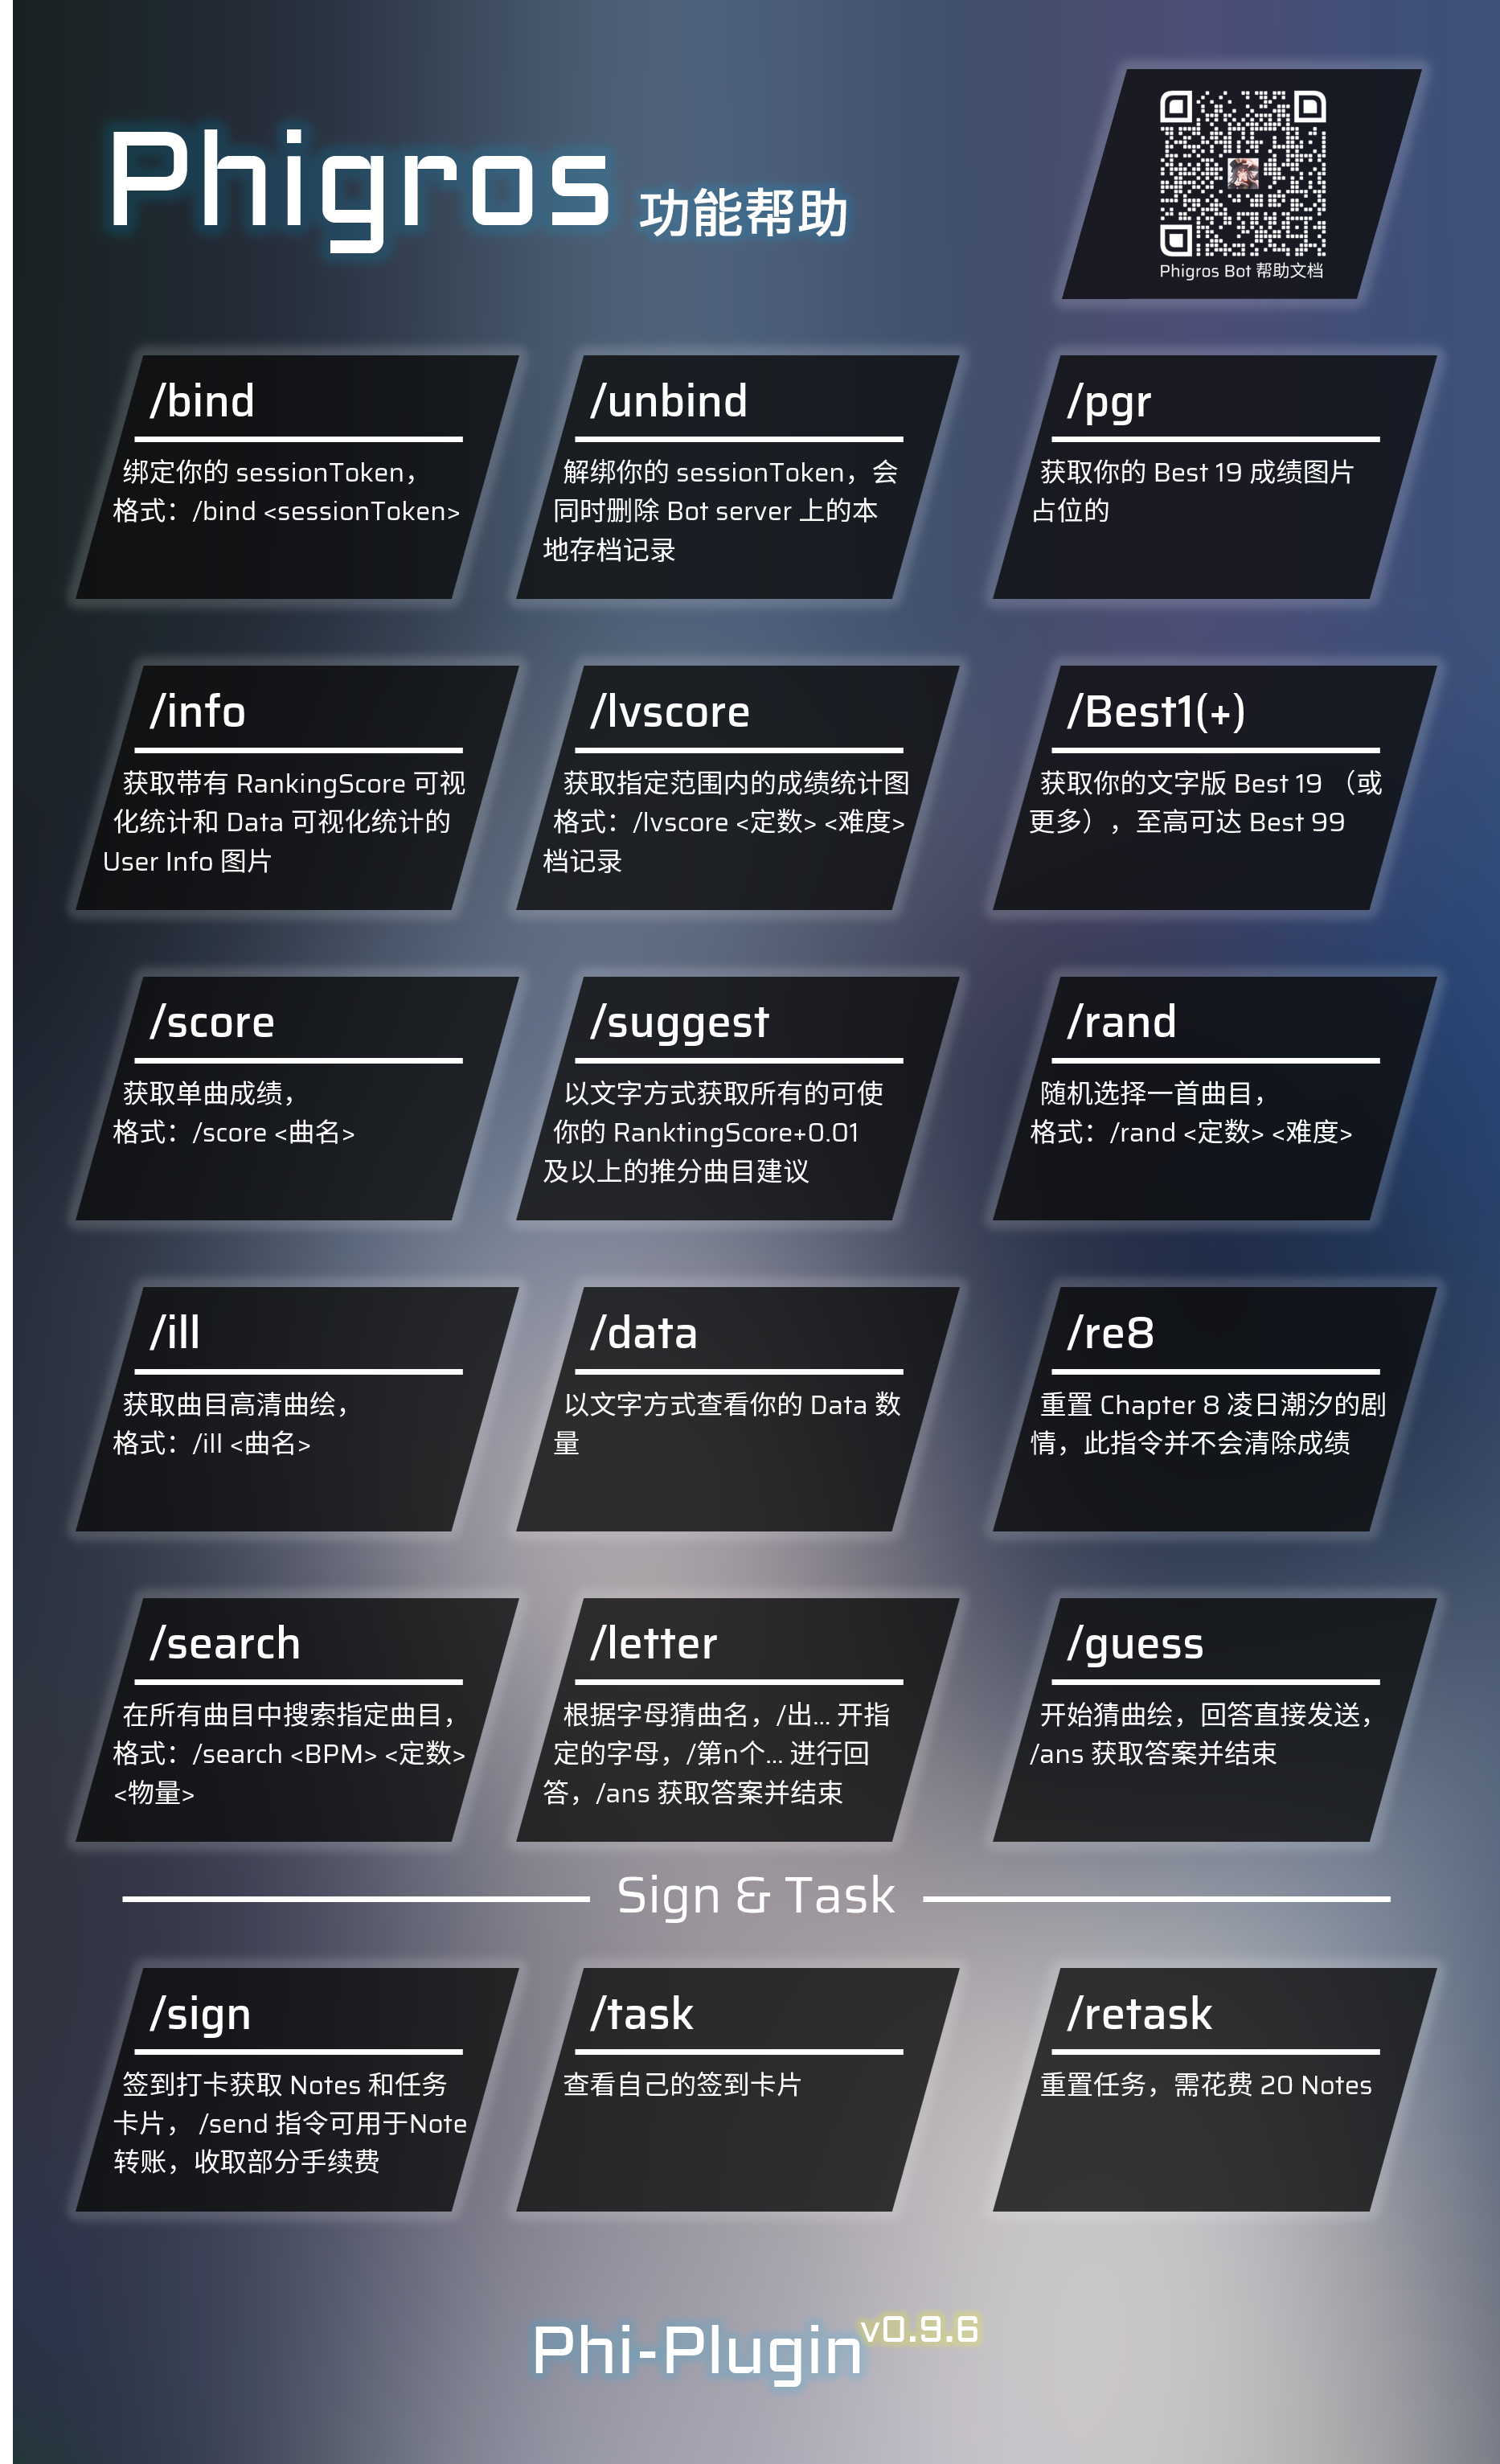 Phigros 功能帮助
Phigros Bot 帮助文档
/bind
绑定你的 sessionToken，
格式：/bind <sessionToken>
/unbind
解绑你的 sessionToken，会
同时删除 Bot server 上的本
地存档记录
/pgr
获取你的 Best 19 成绩图片
占位的
/info
获取带有 RankingScore 可视
化统计和 Data 可视化统计的
User Info 图片
/lvscore
获取指定范围内的成绩统计图
格式：/lvscore <定数> <难度>
档记录
/Best1(+)
获取你的文字版 Best 19 （或
更多），至高可达 Best 99
/score
获取单曲成绩，
格式：/score <曲名>
/suggest
以文字方式获取所有的可使
你的 RanktingScore+0.01
及以上的推分曲目建议
/rand
随机选择一首曲目，
格式：/rand <定数> <难度>
/ill
获取曲目高清曲绘，
格式：/ill <曲名>
/data
以文字方式查看你的 Data 数
量
/re8
重置 Chapter 8 凌日潮汐的剧
情，此指令并不会清除成绩
/search
在所有曲目中搜索指定曲目，
格式：/search <BPM> <定数>
<物量>
/letter
根据字母猜曲名，/出... 开指
定的字母，/第n个... 进行回
答，/ans 获取答案并结束
/guess
开始猜曲绘，回答直接发送，
/ans 获取答案并结束
Sign & Task
/sign
签到打卡获取 Notes 和任务
卡片， /send 指令可用于Note
转账，收取部分手续费
/task
查看自己的签到卡片
/retask
重置任务，需花费 20 Notes
Phi-Plugin v0.9.6